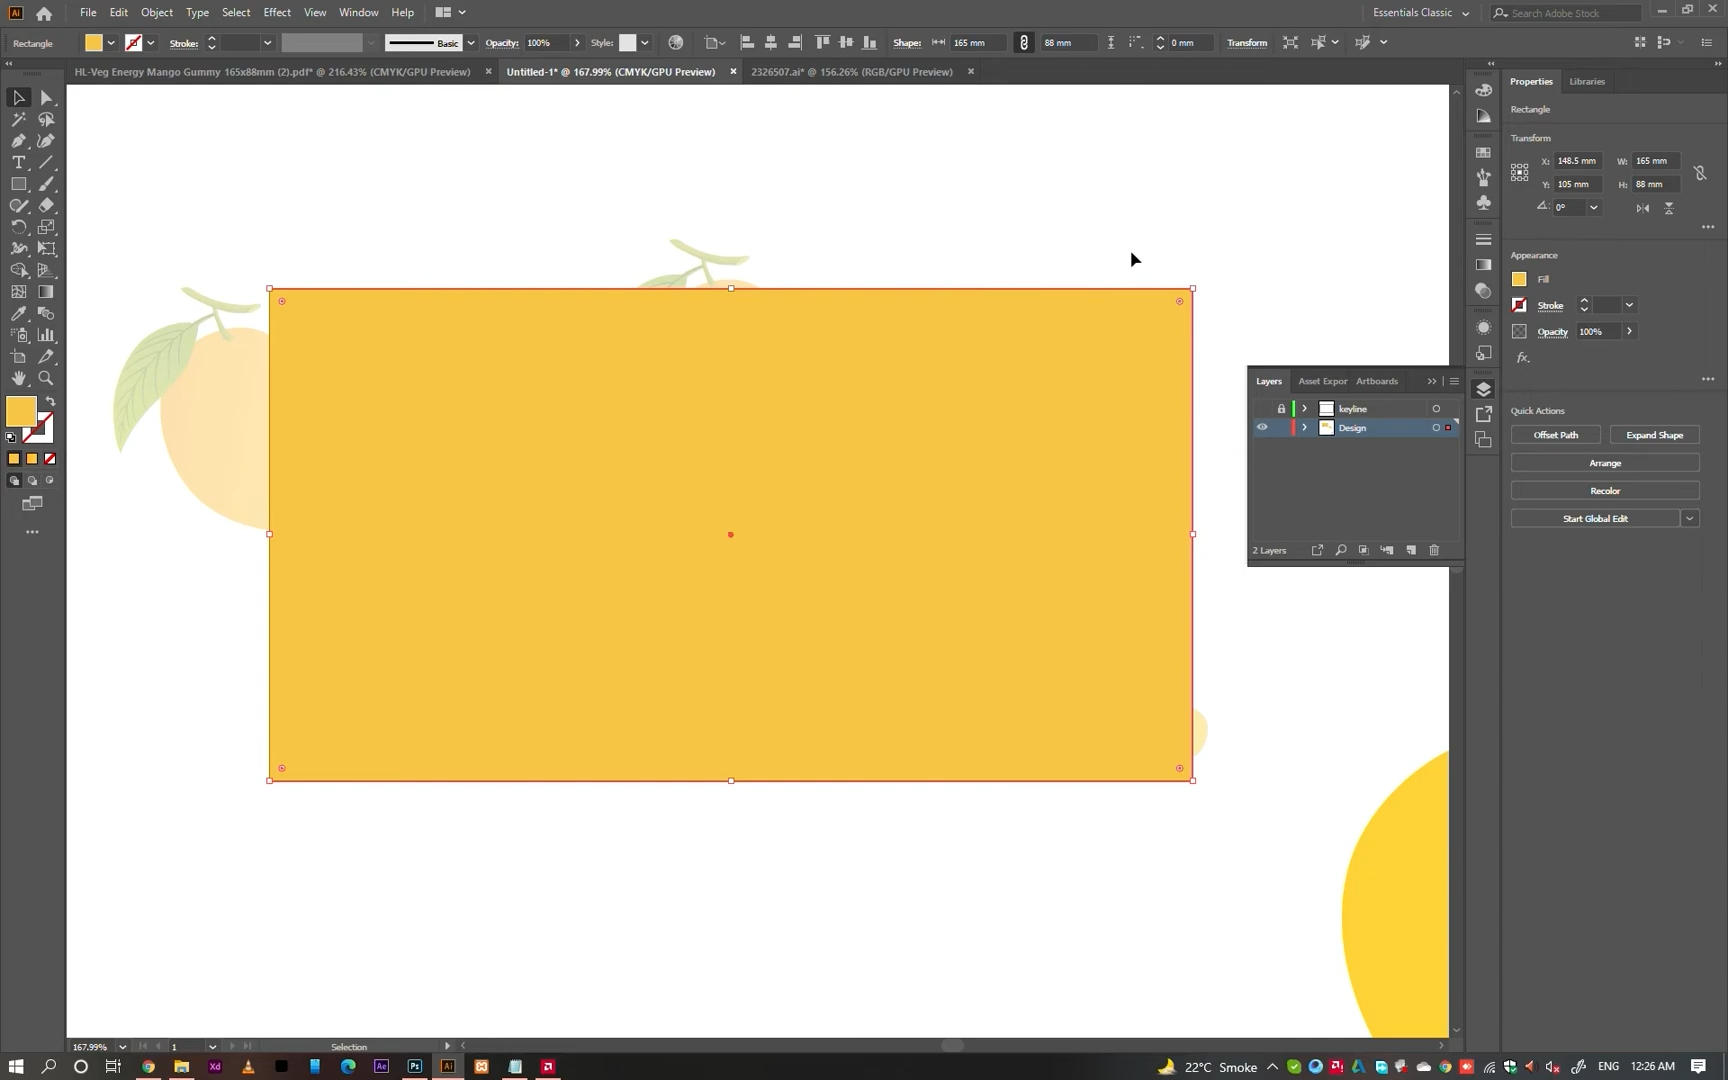 Ai File Edit Object Type Select Effect View Window Help Essentials Classic Search Adobe Stock
Rectangle Stroke: Basic Opacity: 100% Style: Shape: 165 mm 88 mm 0 mm Transform
HL-Veg Energy Mango Gummy 165x88mm (2).pdf* @ 216.43% (CMYK/GPU Preview) × Untitled-1* @ 167.99% (CMYK/GPU Preview) × 2326507.ai* @ 156.26% (RGB/GPU Preview) ×
Properties Libraries
Rectangle
Transform
X: 148.5 mm W: 165 mm
Y: 105 mm H: 88 mm
0°
Appearance
Fill
Stroke
Opacity 100%
fx.
Quick Actions
Offset Path Expand Shape
Arrange
Recolor
Start Global Edit
Layers Asset Expor Artboards
keyline
Design
2 Layers
167.99% 1 Selection
Xd Ae Ps Ai 22°C Smoke ENG 12:26 AM